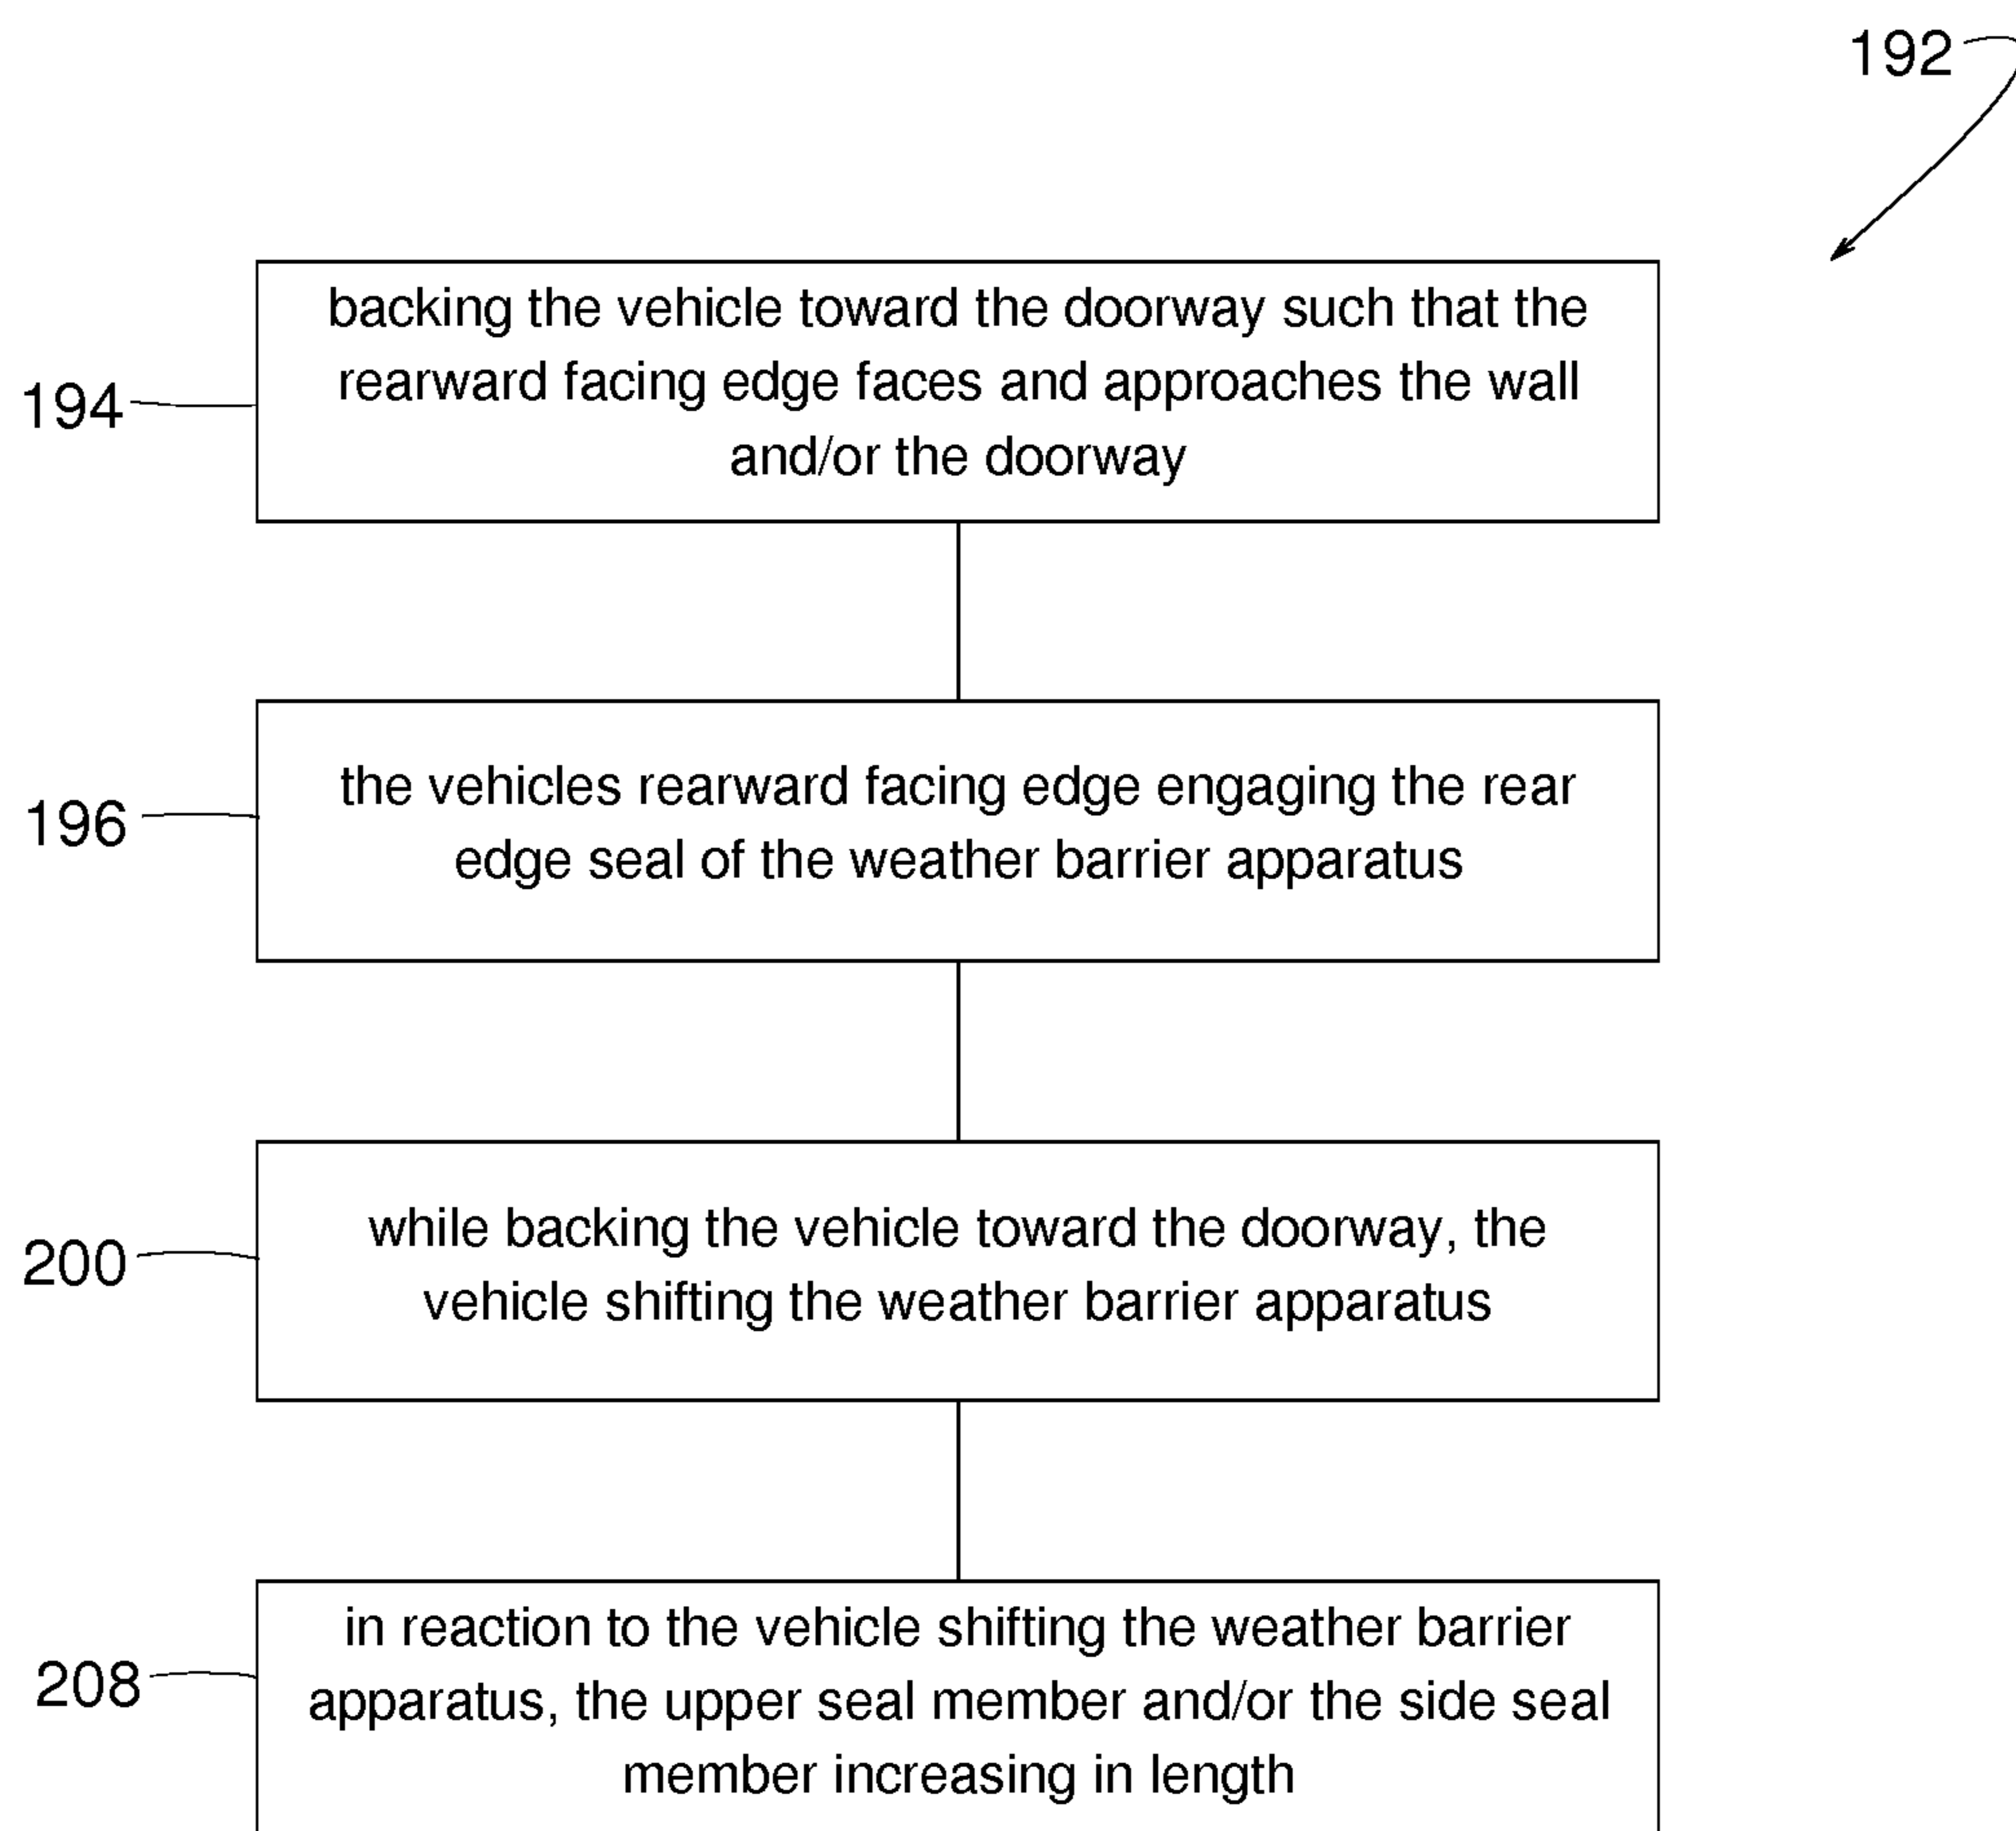 192
backing the vehicle toward the doorway such that the
rearward facing edge faces and approaches the wall
and/or the doorway
194
the vehicles rearward facing edge engaging the rear
edge seal of the weather barrier apparatus
196
while backing the vehicle toward the doorway, the
vehicle shifting the weather barrier apparatus
200
in reaction to the vehicle shifting the weather barrier
apparatus, the upper seal member and/or the side seal
member increasing in length
208